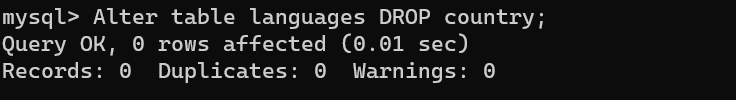 mysql> Alter table languages DROP country;
Query OK, 0 rows affected (0.01 sec)
Records: 0  Duplicates: 0  Warnings: 0